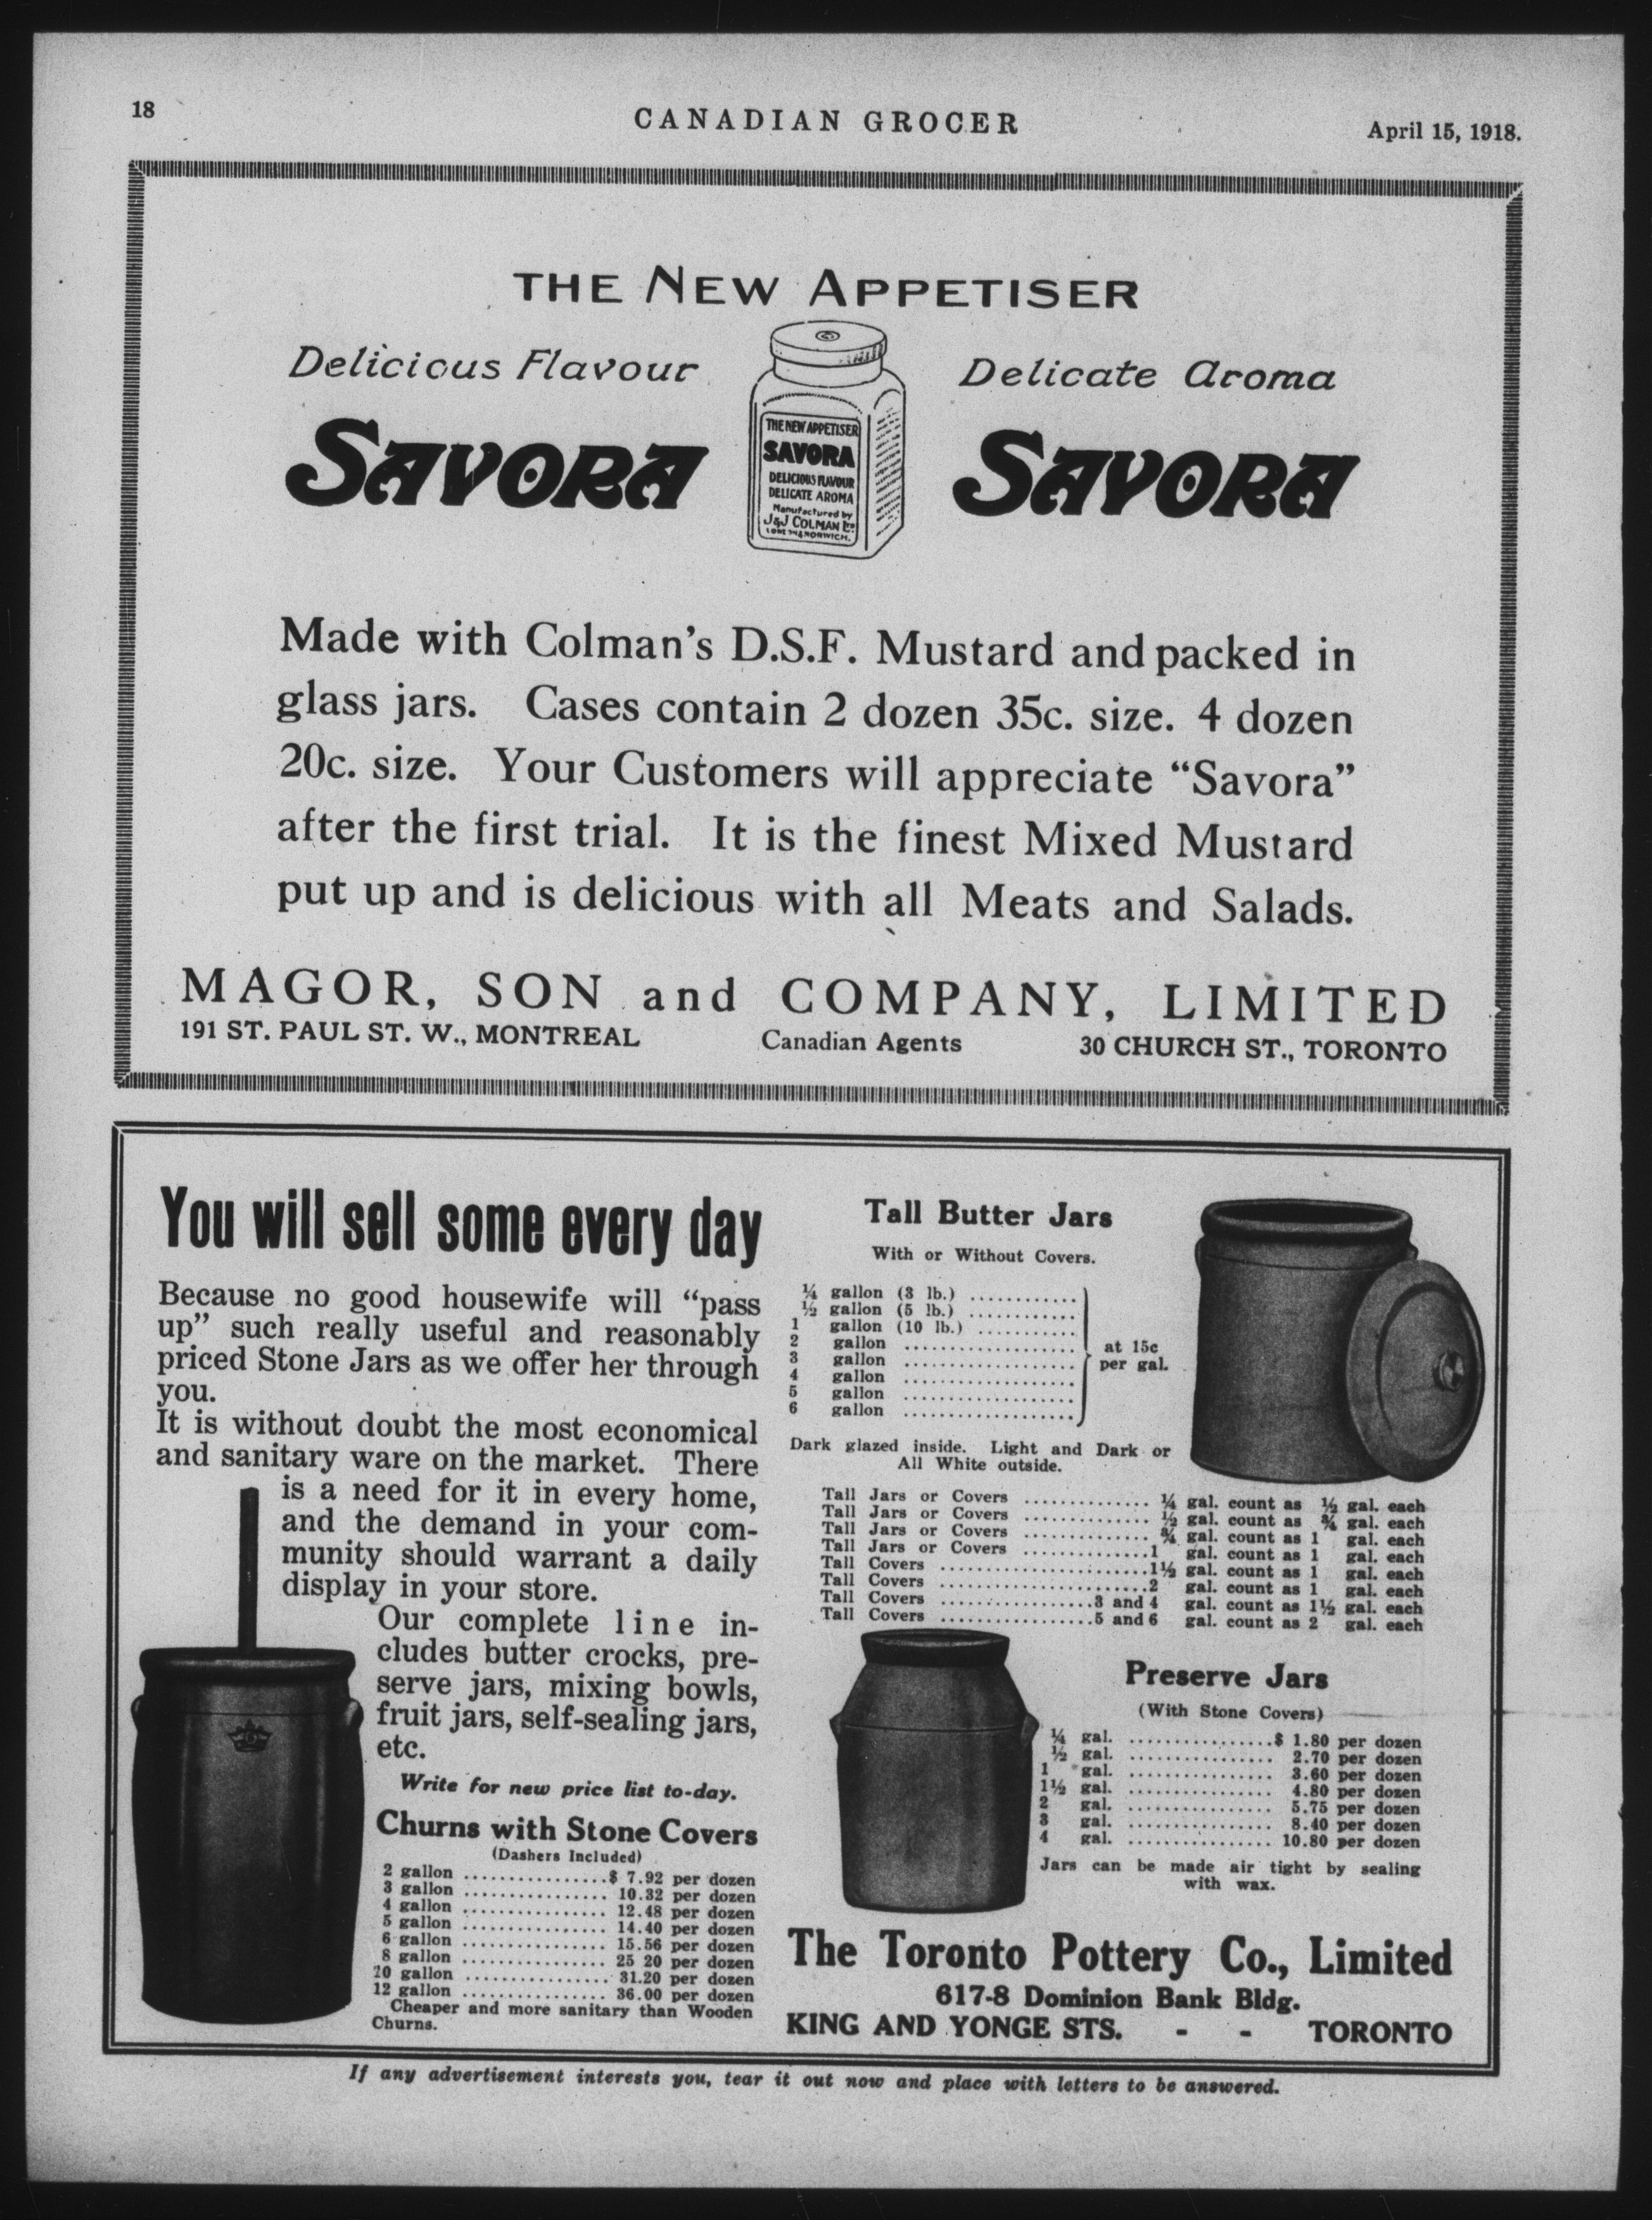 18
CANADIAN GROCER
April 15, 1918.
THE NEW APPETISER
Delicious Flavour
Delicate Aroma
SAVORA
SAVORA
THE NEW APPETISER
SAVORA
DELICIOUS FLAVOUR
DELICATE AROMA
Manufactured by
J&J COLMAN LTD
NORWICH.
Made with Colman's D.S.F. Mustard and packed in
glass jars. Cases contain 2 dozen 35c. size. 4 dozen
20c. size. Your Customers will appreciate "Savora"
after the first trial. It is the finest Mixed Mustard
put up and is delicious with all Meats and Salads.
MAGOR, SON and COMPANY, LIMITED
191 ST. PAUL ST. W., MONTREAL
Canadian Agents
30 CHURCH ST., TORONTO
You will sell some every day
Because no good housewife will "pass
up" such really useful and reasonably
priced Stone Jars as we offer her through
you.
It is without doubt the most economical
and sanitary ware on the market. There
is a need for it in every home,
and the demand in your com-
munity should warrant a daily
display in your store.
Our complete line in-
cludes butter crocks, pre-
serve jars, mixing bowls,
fruit jars, self-sealing jars,
etc.
Write for new price list to-day.
Churns with Stone Covers
(Dashers Included)
2 gallon ................$ 7.92 per dozen
3 gallon ................ 10.32 per dozen
4 gallon ................ 12.48 per dozen
5 gallon ................ 14.40 per dozen
6 gallon ................ 15.56 per dozen
8 gallon ................ 25 20 per dozen
10 gallon ................ 31.20 per dozen
12 gallon ................ 36.00 per dozen
Cheaper and more sanitary than Wooden
Churns.
Tall Butter Jars
With or Without Covers.
¼ gallon (3 lb.) ............
½ gallon (5 lb.) ............
1 gallon (10 lb.) ...........
2 gallon ...................
3 gallon ...................
4 gallon ...................
5 gallon ...................
6 gallon ...................
at 15c
per gal.
Dark glazed inside. Light and Dark or
All White outside.
Tall Jars or Covers .............. ¼ gal. count as ½ gal. each
Tall Jars or Covers .............. ½ gal. count as ¾ gal. each
Tall Jars or Covers .............. ¾ gal. count as 1 gal. each
Tall Jars or Covers ..............1 gal. count as 1 gal. each
Tall Covers .......................1½ gal. count as 1 gal. each
Tall Covers .......................2 gal. count as 1 gal. each
Tall Covers .................3 and 4 gal. count as 1½ gal. each
Tall Covers .................5 and 6 gal. count as 2 gal. each
Preserve Jars
(With Stone Covers)
¼ gal. ................$ 1.80 per dozen
½ gal. ................ 2.70 per dozen
1 gal. ................ 3.60 per dozen
1½ gal. ................ 4.80 per dozen
2 gal. ................ 5.75 per dozen
3 gal. ................ 8.40 per dozen
4 gal. ................ 10.80 per dozen
Jars can be made air tight by sealing
with wax.
The Toronto Pottery Co., Limited
617-8 Dominion Bank Bldg.
KING AND YONGE STS. - - TORONTO
If any advertisement interests you, tear it out now and place with letters to be answered.